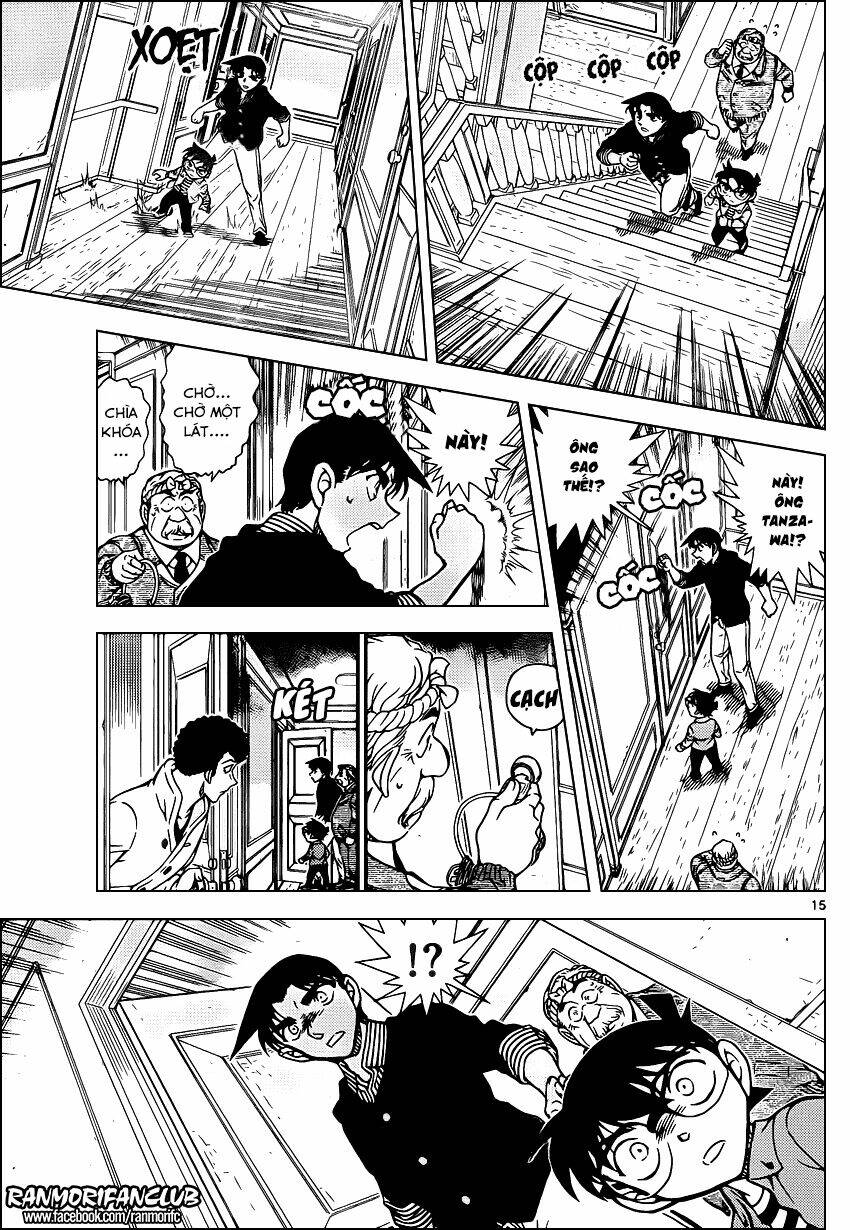 XOẸT
CỘP
CỘP
CỘP
CỐC
NÀY!
CHỜ...
CHỜ MỘT
LÁT....
CHÌA
KHÓA
...
NÀY!
ÔNG
TANZA-
WA!?
CỐC
ÔNG
SAO
THẾ!?
CỐC
CẠCH
KÉT
15
!?
RANMORIFANCLUB
www.facebook.com/ranmorifc